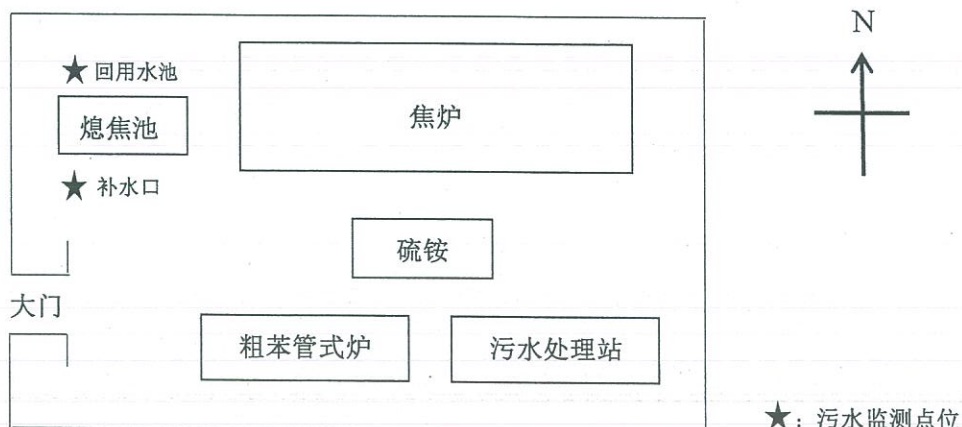 N
回用水池
熄焦池
焦炉
补水口
硫铵
大门
粗苯管式炉
污水处理站
★：污水监测点位